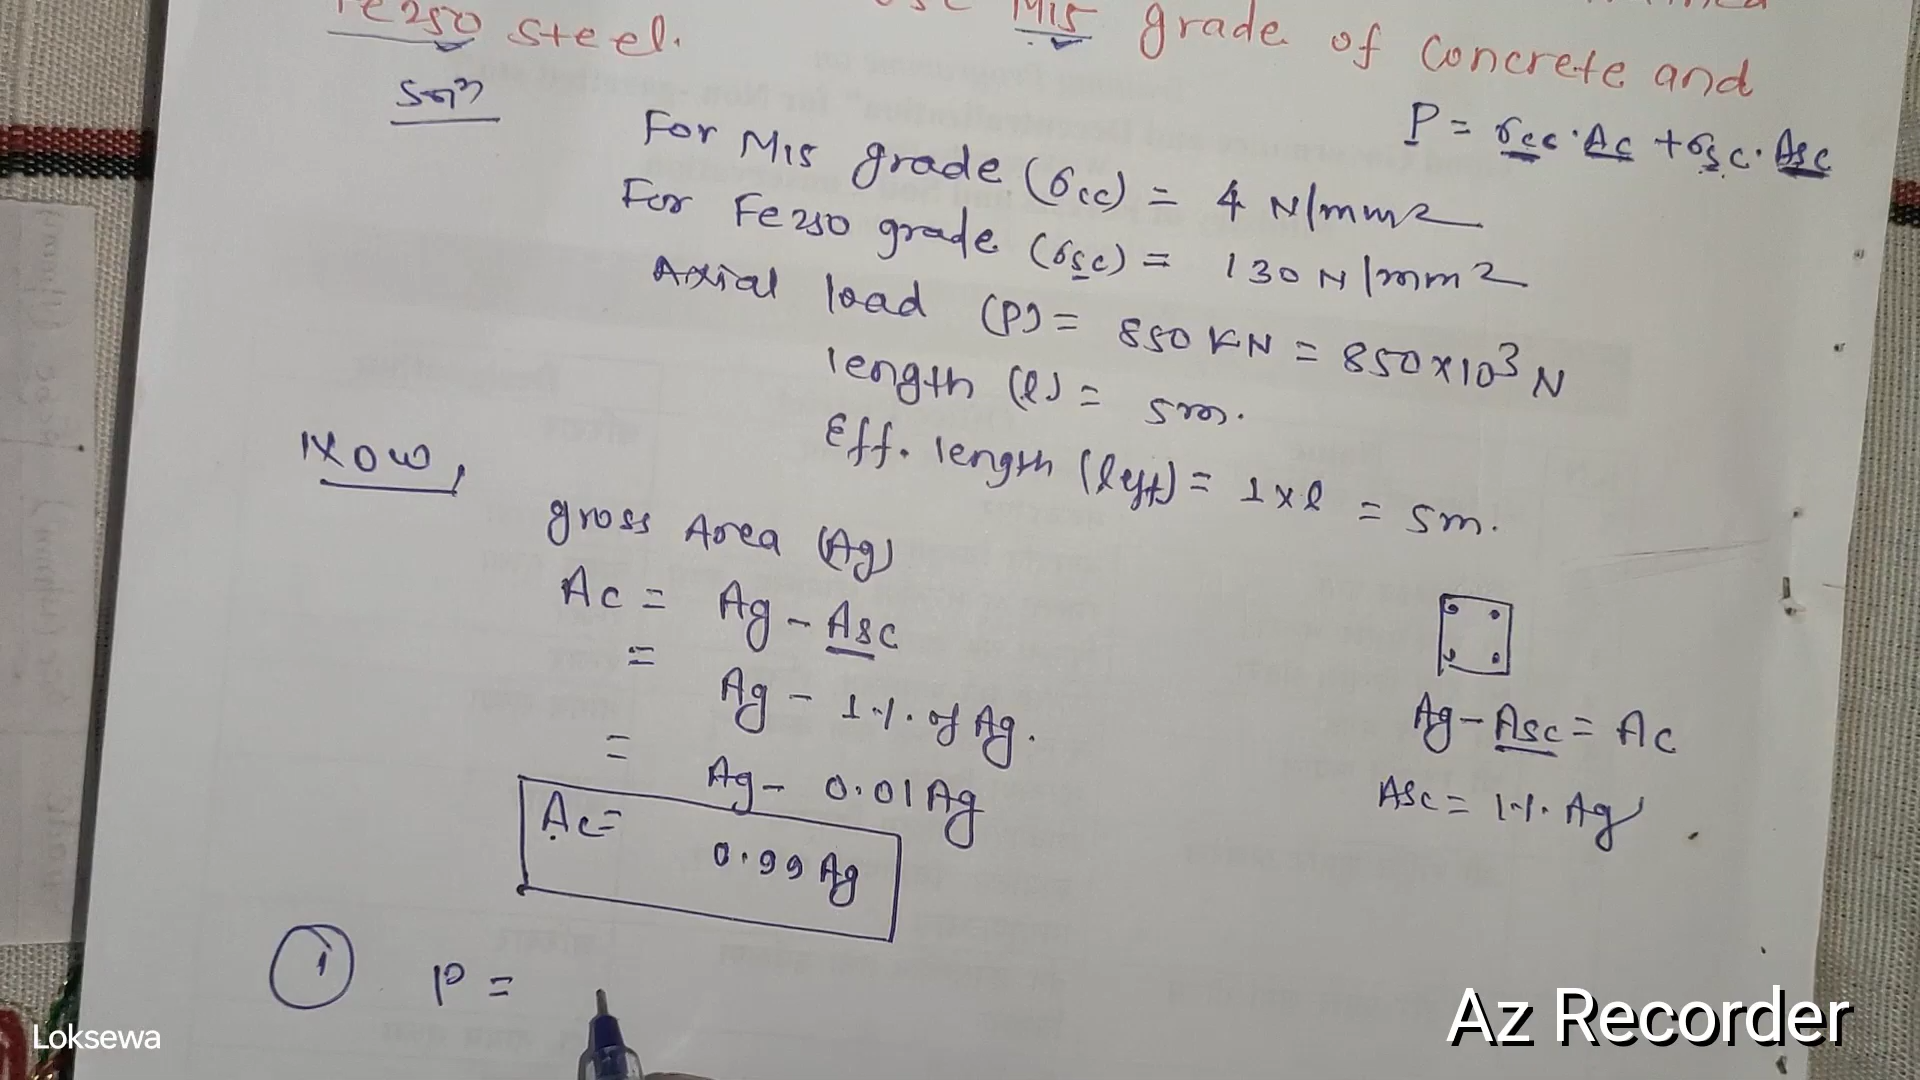 Fe250 steel. M15 grade of concrete and
Sol^n
P = σcc·Ac + σsc·Asc
For M15 grade (σcc) = 4 N/mm2
For Fe250 grade (σsc) = 130 N/mm2
Axial load (P) = 850 KN = 850×10³ N
length (l) = 5m.
Eff. length (leff) = 1×l = 5m.
Now,
gross Area (Ag)
Ac = Ag - Asc
= Ag - 1% of Ag.
= Ag - 0.01 Ag
Ac = 0.99 Ag
Ag - Asc = Ac
Asc = 1% Ag
1 P =
Loksewa
Az Recorder